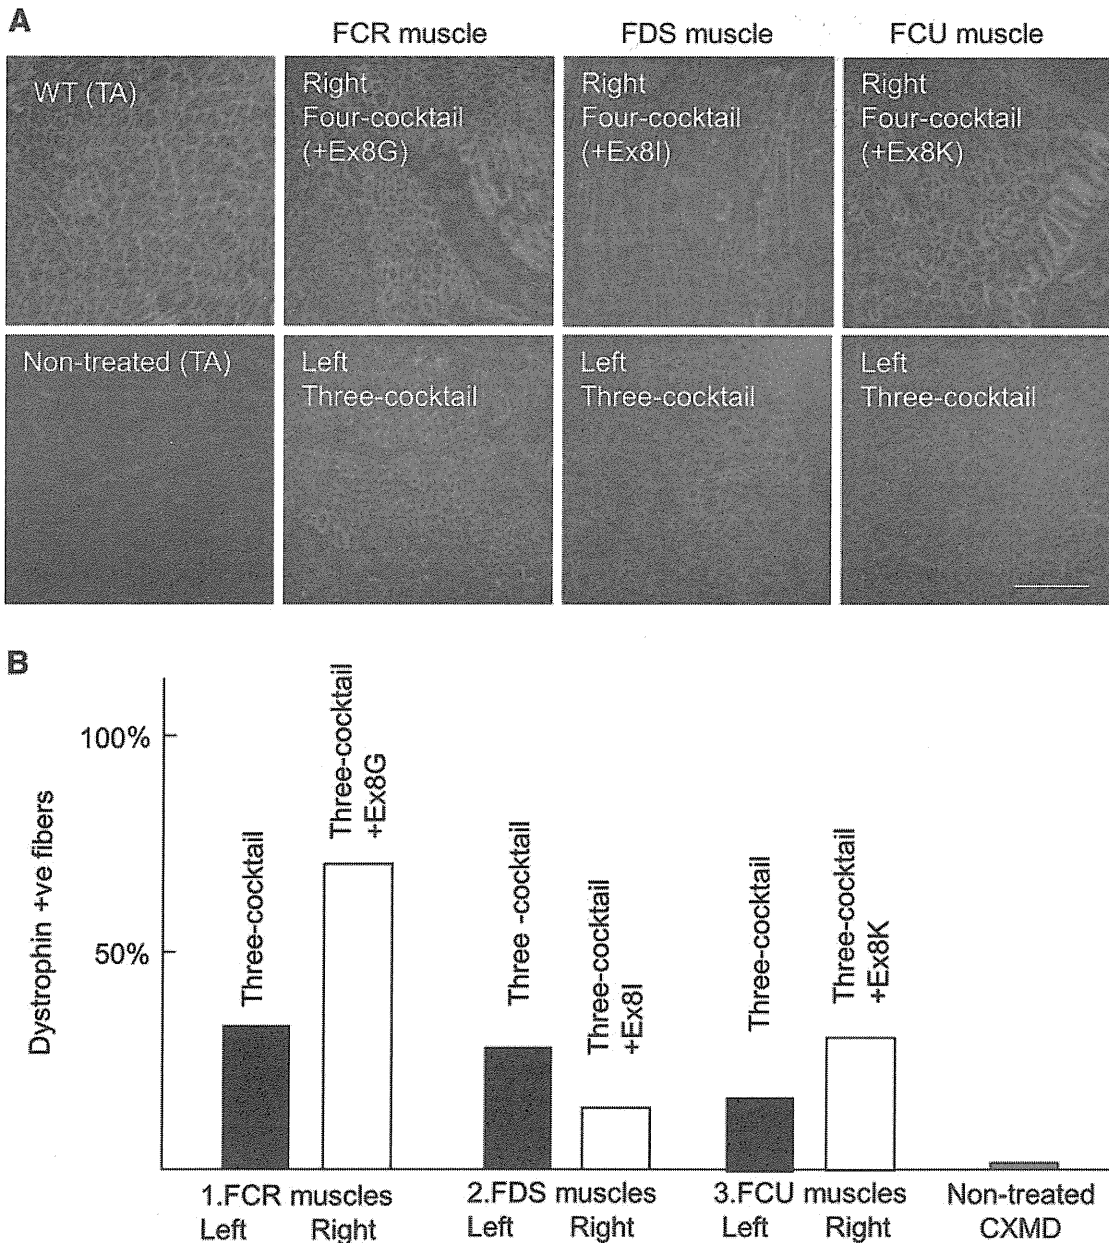 A
FCR muscle
FDS muscle
FCU muscle
WT (TA)
Right
Four-cocktail
(+Ex8G)
Right
Four-cocktail
(+Ex8I)
Right
Four-cocktail
(+Ex8K)
Non-treated (TA)
Left
Three-cocktail
Left
Three-cocktail
Left
Three-cocktail
B
Dystrophin +ve fibers
100%
50%
Three-cocktail
Three-cocktail
+Ex8G
Three -cocktail
Three-cocktail
+Ex8I
Three-cocktail
Three-cocktail
+Ex8K
1.FCR muscles
Left Right
2.FDS muscles
Left Right
3.FCU muscles
Left Right
Non-treated
CXMD